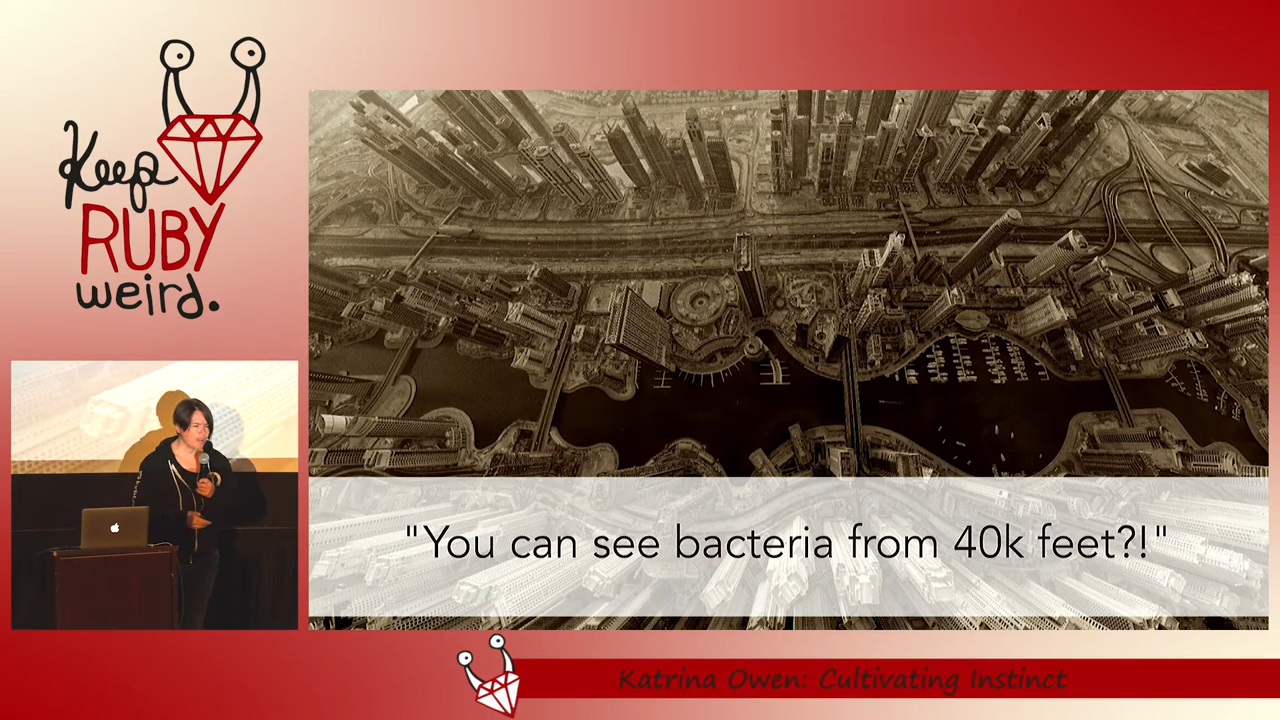 Keep
RUBY
weird.
"You can see bacteria from 40k feet?!"
Katrina Owen: Cultivating Instinct